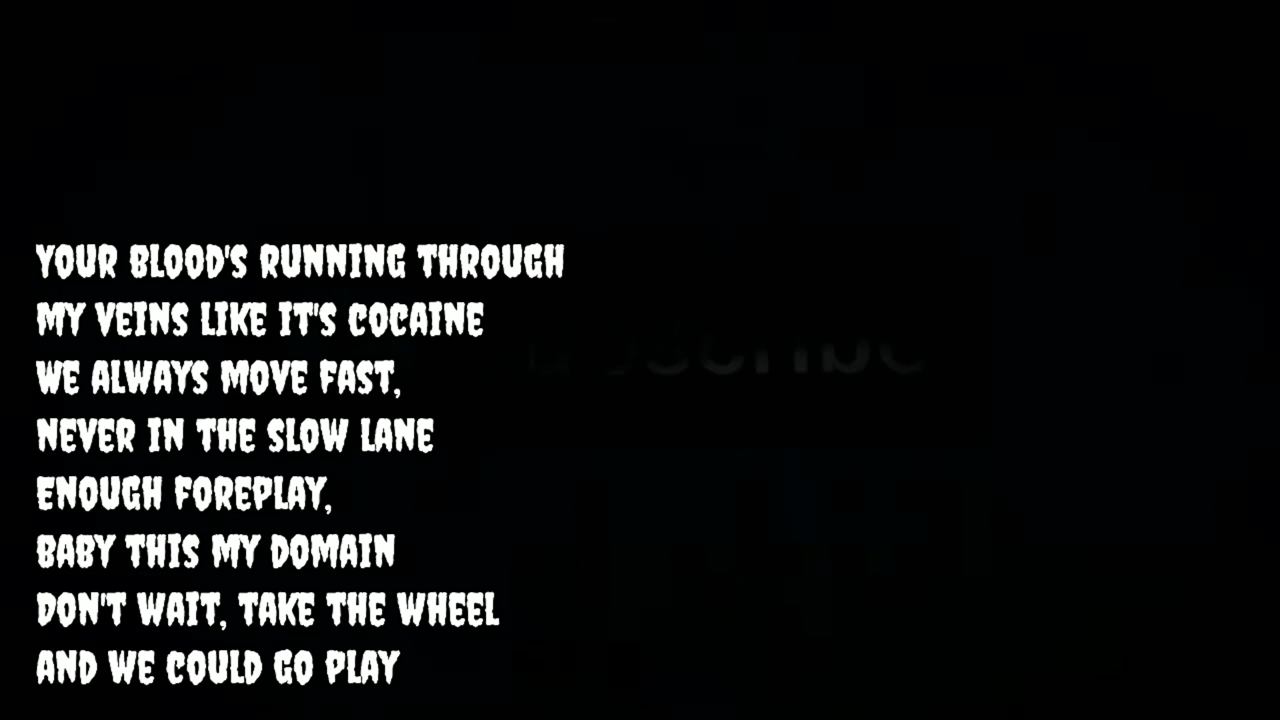 YOUR BLOOD'S RUNNING THROUGH
MY VEINS LIKE IT'S COCAINE
WE ALWAYS MOVE FAST,
NEVER IN THE SLOW LANE
ENOUGH FOREPLAY,
BABY THIS MY DOMAIN
DON'T WAIT, TAKE THE WHEEL
AND WE COULD GO PLAY